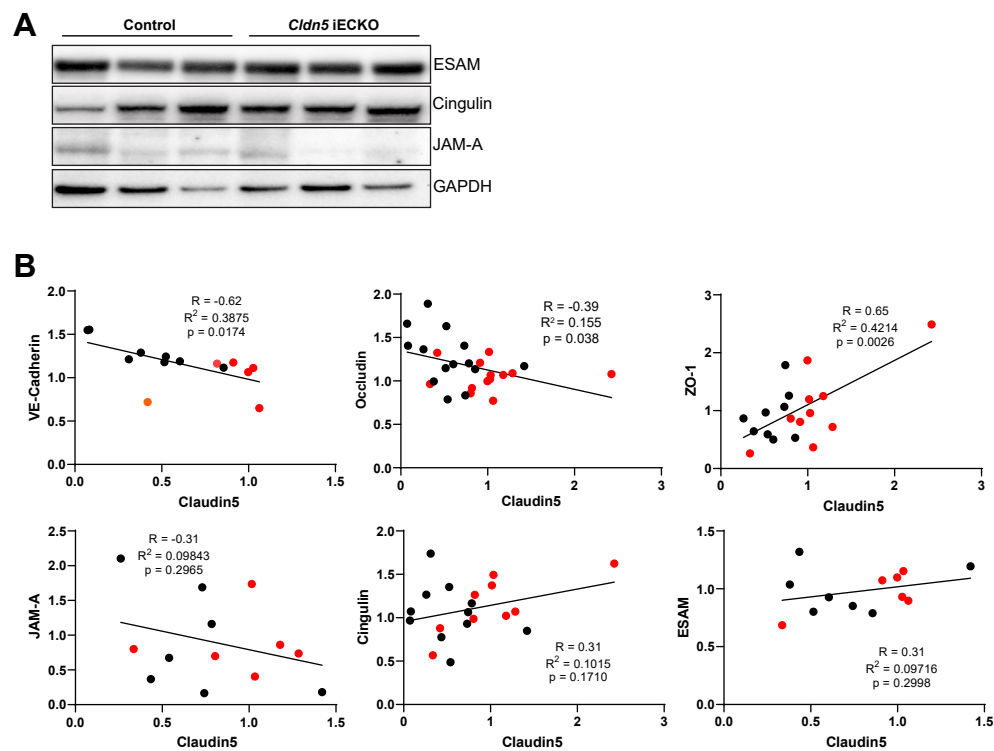 A
Control
Cldn5 iECKO
ESAM
Cingulin
JAM-A
GAPDH
B
2.0
1.5
1.0
0.5
0.0
VE-Cadherin
R = -0.62
R² = 0.3875
p = 0.0174
0.0 0.5 1.0 1.5
Claudin5
2.0
1.5
1.0
0.5
0.0
Occludin
R = -0.39
R² = 0.155
p = 0.038
0 1 2 3
Claudin5
3
2
1
0
ZO-1
R = 0.65
R² = 0.4214
p = 0.0026
0 1 2 3
Claudin5
2.5
2.0
1.5
1.0
0.5
0.0
JAM-A
R = -0.31
R² = 0.09843
p = 0.2965
0.0 0.5 1.0 1.5
Claudin5
2.0
1.5
1.0
0.5
0.0
Cingulin
R = 0.31
R² = 0.1015
p = 0.1710
0 1 2 3
Claudin5
1.5
1.0
0.5
0.0
ESAM
R = 0.31
R² = 0.09716
p = 0.2998
0.0 0.5 1.0 1.5
Claudin5